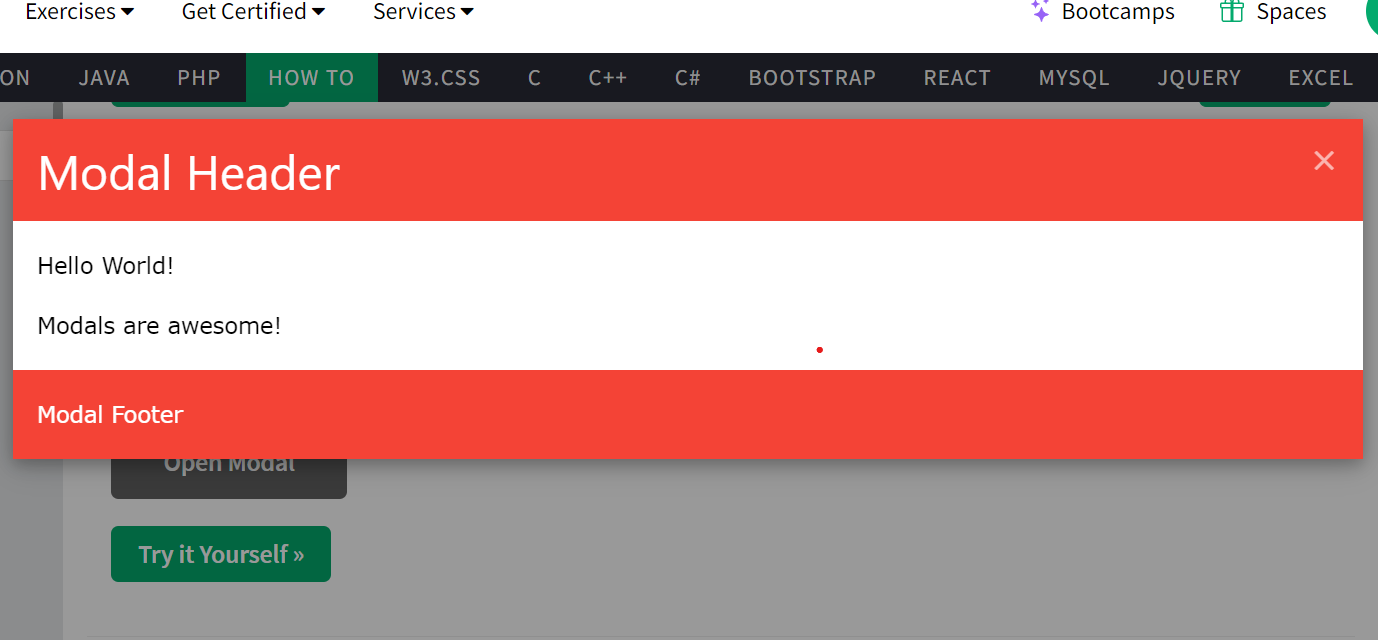 Exercises Get Certified Services Bootcamps Spaces
ON JAVA PHP HOW TO W3.CSS C C++ C# BOOTSTRAP REACT MYSQL JQUERY EXCEL
Modal Header ×
Hello World!
Modals are awesome!
Modal Footer
Open Modal
Try it Yourself »